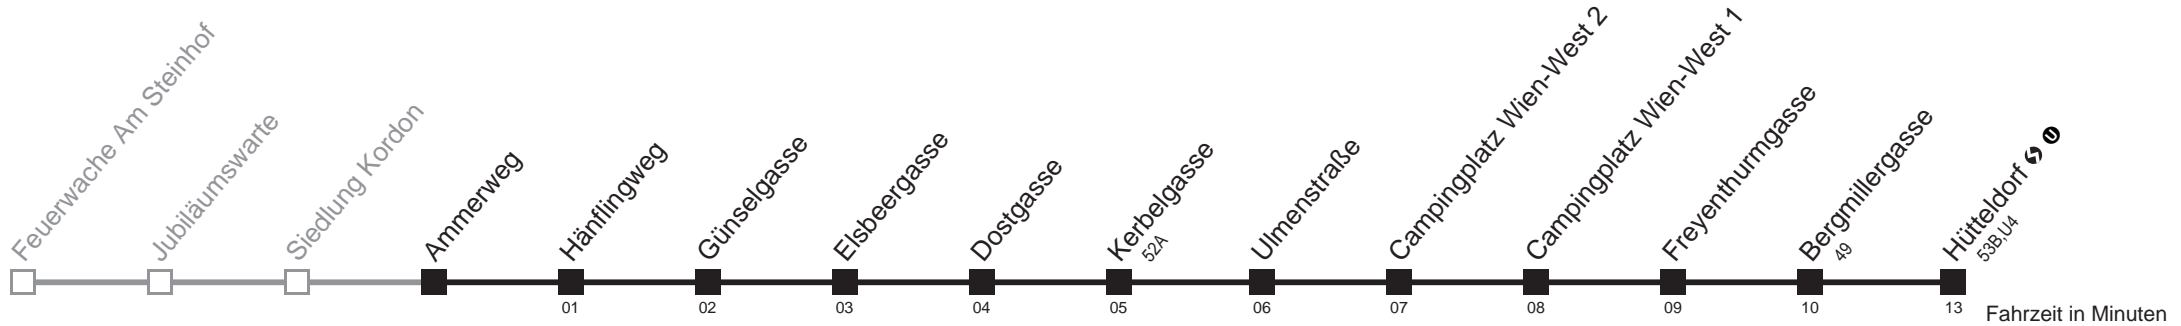 Feuerwache Am Steinhof
Jubiläumswarte
Siedlung Kordon
Ammerweg
Hänflingweg
Günselgasse
Elsbeergasse
Dostgasse
Kerbelgasse
52A
Ulmenstraße
Campingplatz Wien-West 2
Campingplatz Wien-West 1
Freyenthurmgasse
Bergmillergasse
49
Hütteldorf S U
53B,U4
01
02
03
04
05
06
07
08
09
10
13
Fahrzeit in Minuten